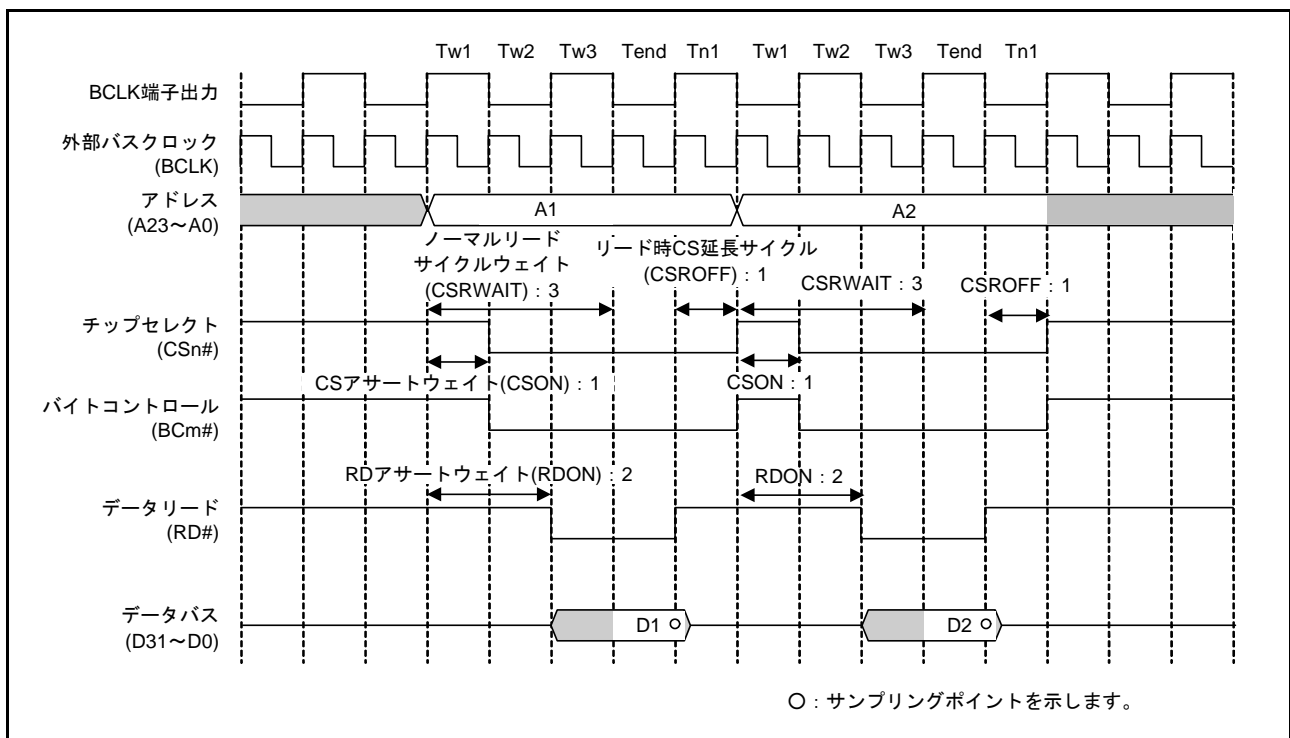 Tw1 Tw2 Tw3 Tend Tn1 Tw1 Tw2 Tw3 Tend Tn1
BCLK端子出力
外部バスクロック
(BCLK)
アドレス
(A23～A0)
A1
A2
ノーマルリード
サイクルウェイト
(CSRWAIT)：3
リード時CS延長サイクル
(CSROFF)：1
CSRWAIT：3
CSROFF：1
チップセレクト
(CSn#)
CSアサートウェイト(CSON)：1
CSON：1
バイトコントロール
(BCm#)
RDアサートウェイト(RDON)：2
RDON：2
データリード
(RD#)
データバス
(D31～D0)
D1
D2
○：サンプリングポイントを示します。